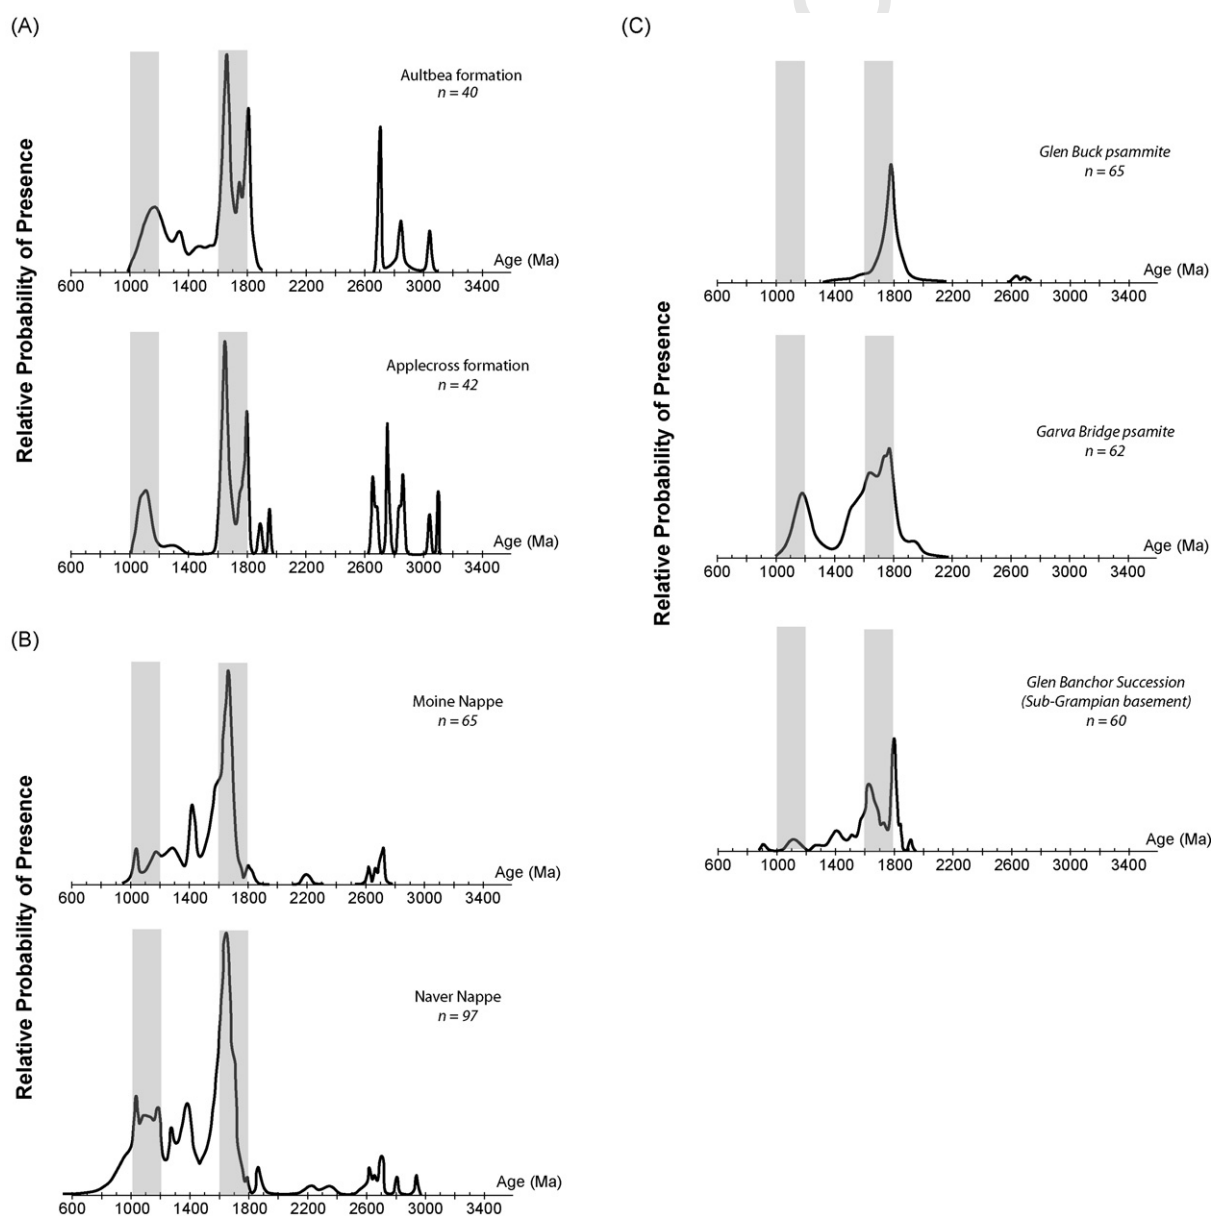 (A)
Relative Probability of Presence
Aultbea formation
n = 40
Age (Ma)
600 1000 1400 1800 2200 2600 3000 3400
Applecross formation
n = 42
Age (Ma)
600 1000 1400 1800 2200 2600 3000 3400
(B)
Relative Probability of Presence
Moine Nappe
n = 65
Age (Ma)
600 1000 1400 1800 2200 2600 3000 3400
Naver Nappe
n = 97
Age (Ma)
600 1000 1400 1800 2200 2600 3000 3400
(C)
Relative Probability of Presence
Glen Buck psammite
n = 65
Age (Ma)
600 1000 1400 1800 2200 2600 3000 3400
Garva Bridge psamite
n = 62
Age (Ma)
600 1000 1400 1800 2200 2600 3000 3400
Glen Banchor Succession
(Sub-Grampian basement)
n = 60
Age (Ma)
600 1000 1400 1800 2200 2600 3000 3400